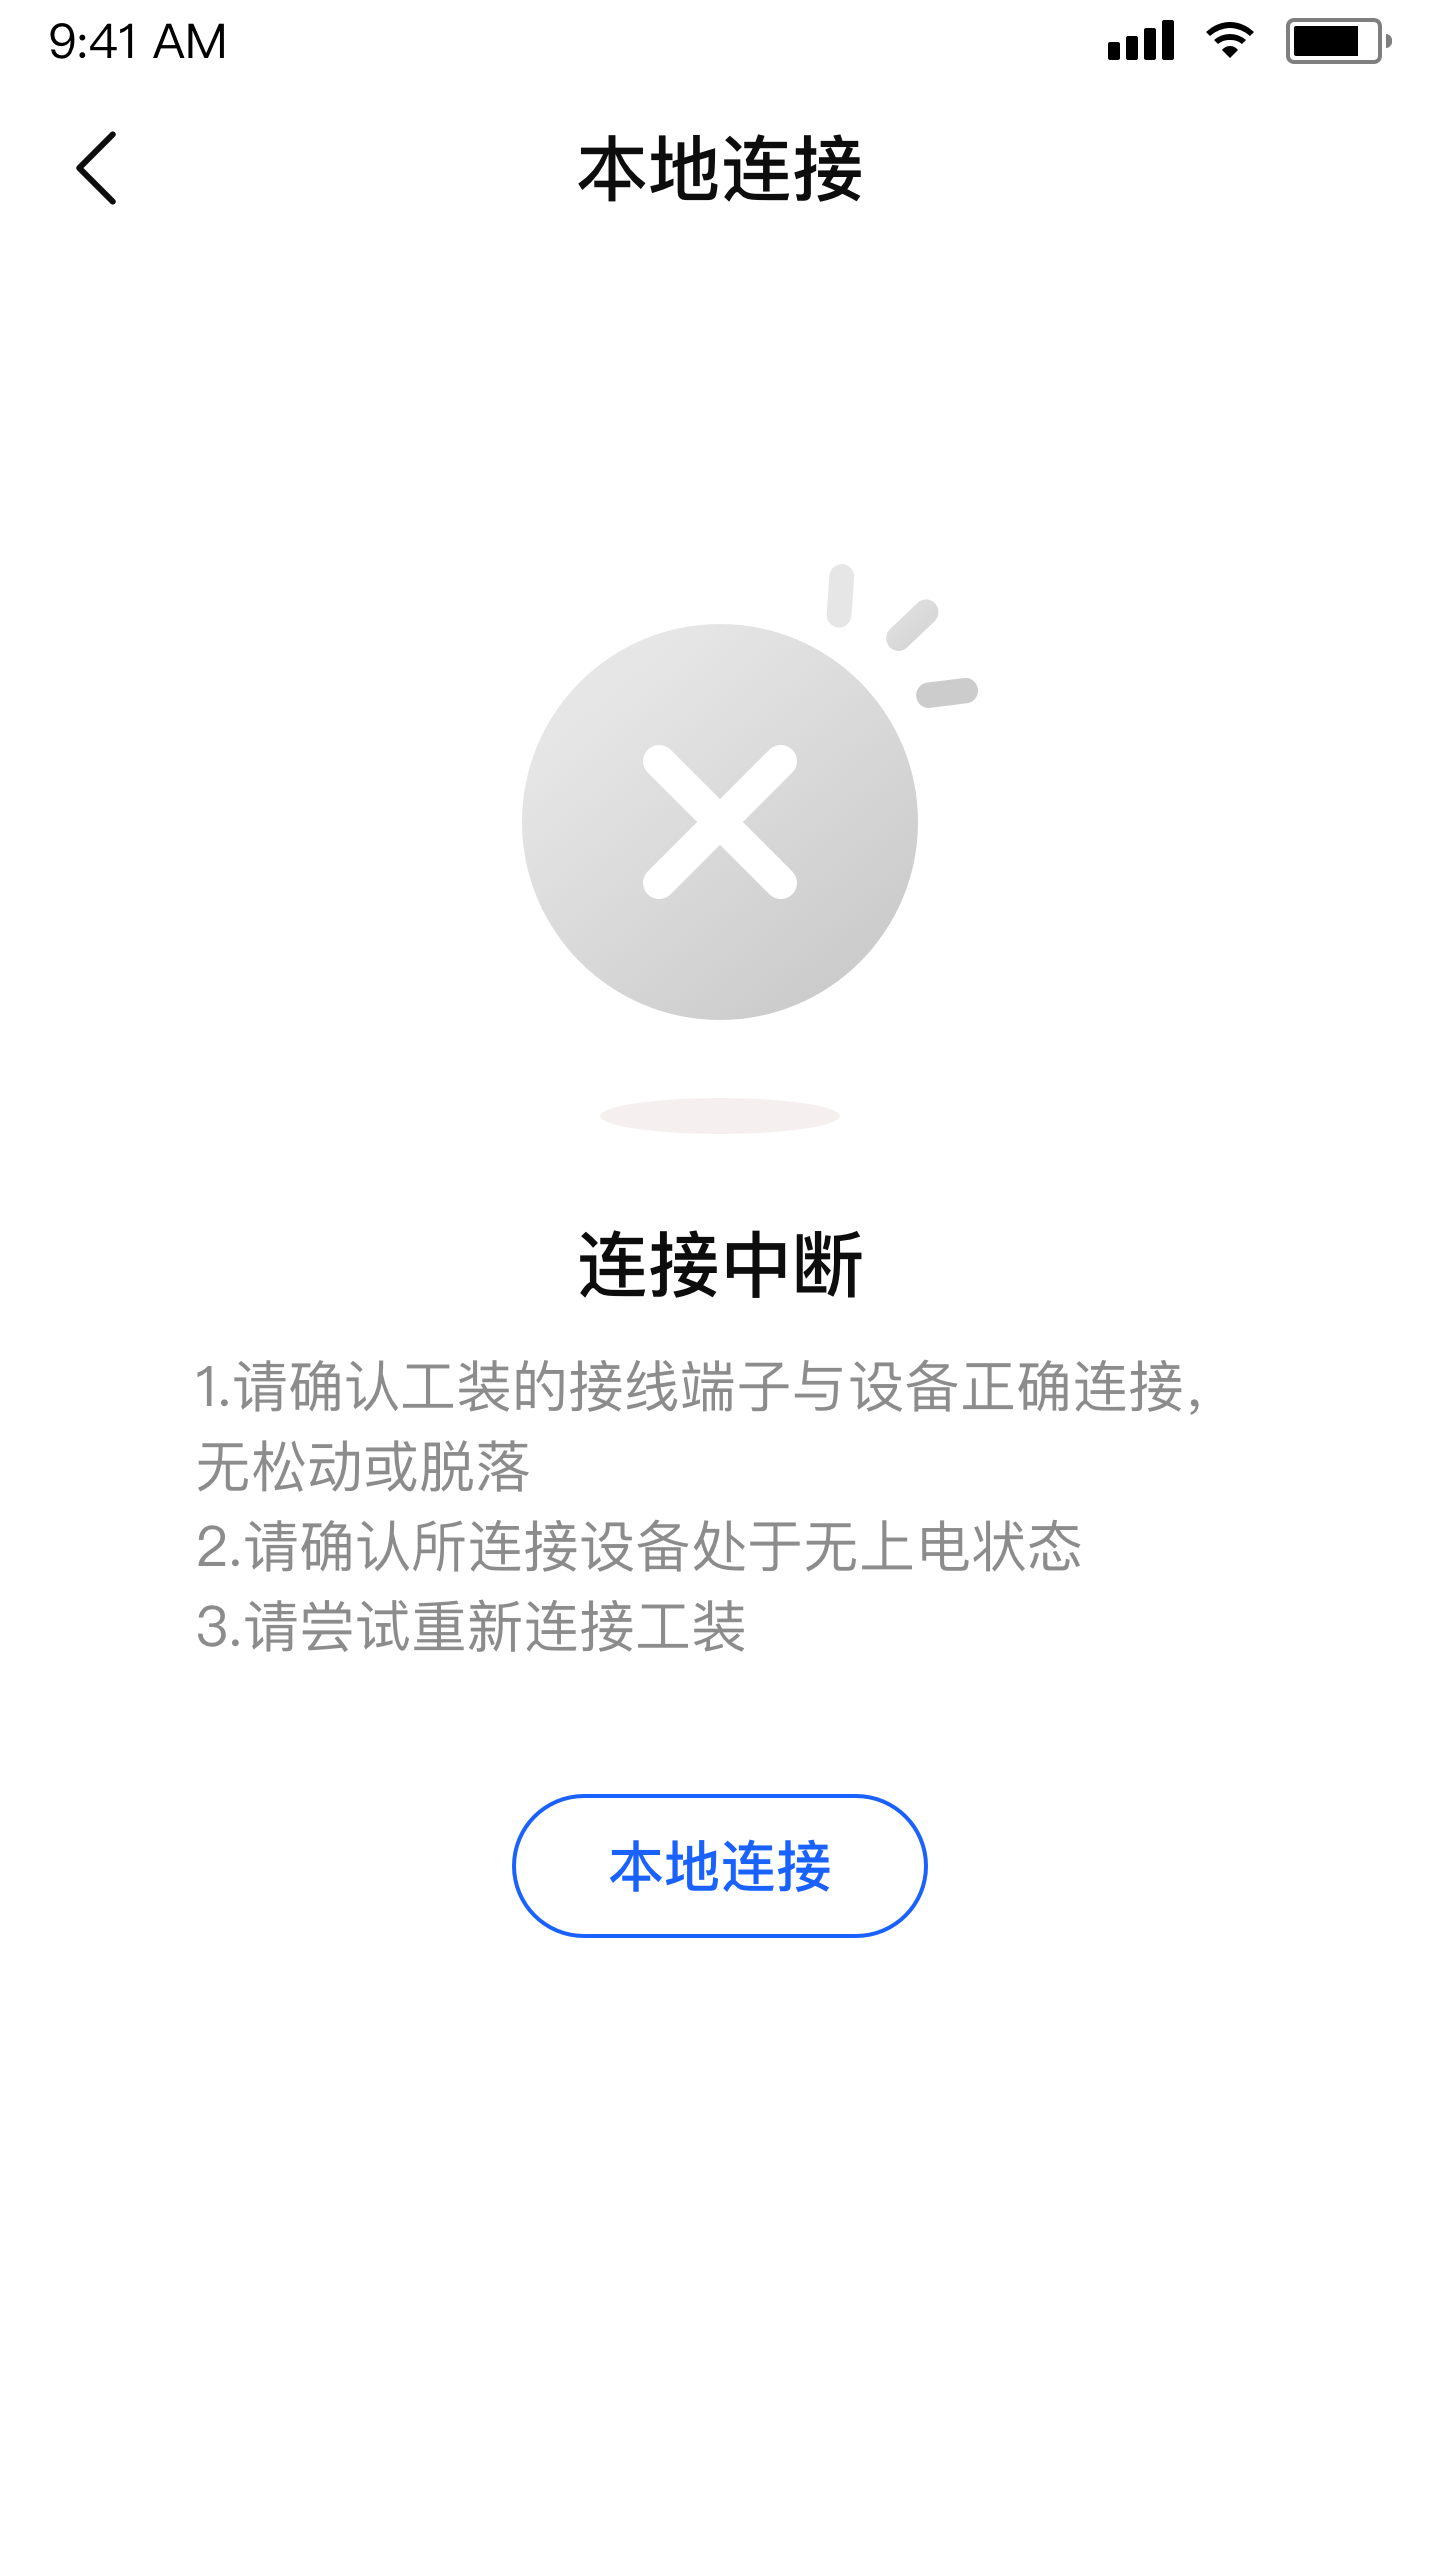 9:41 AM
本地连接
连接中断
1.请确认工装的接线端子与设备正确连接，
无松动或脱落
2.请确认所连接设备处于无上电状态
3.请尝试重新连接工装
本地连接